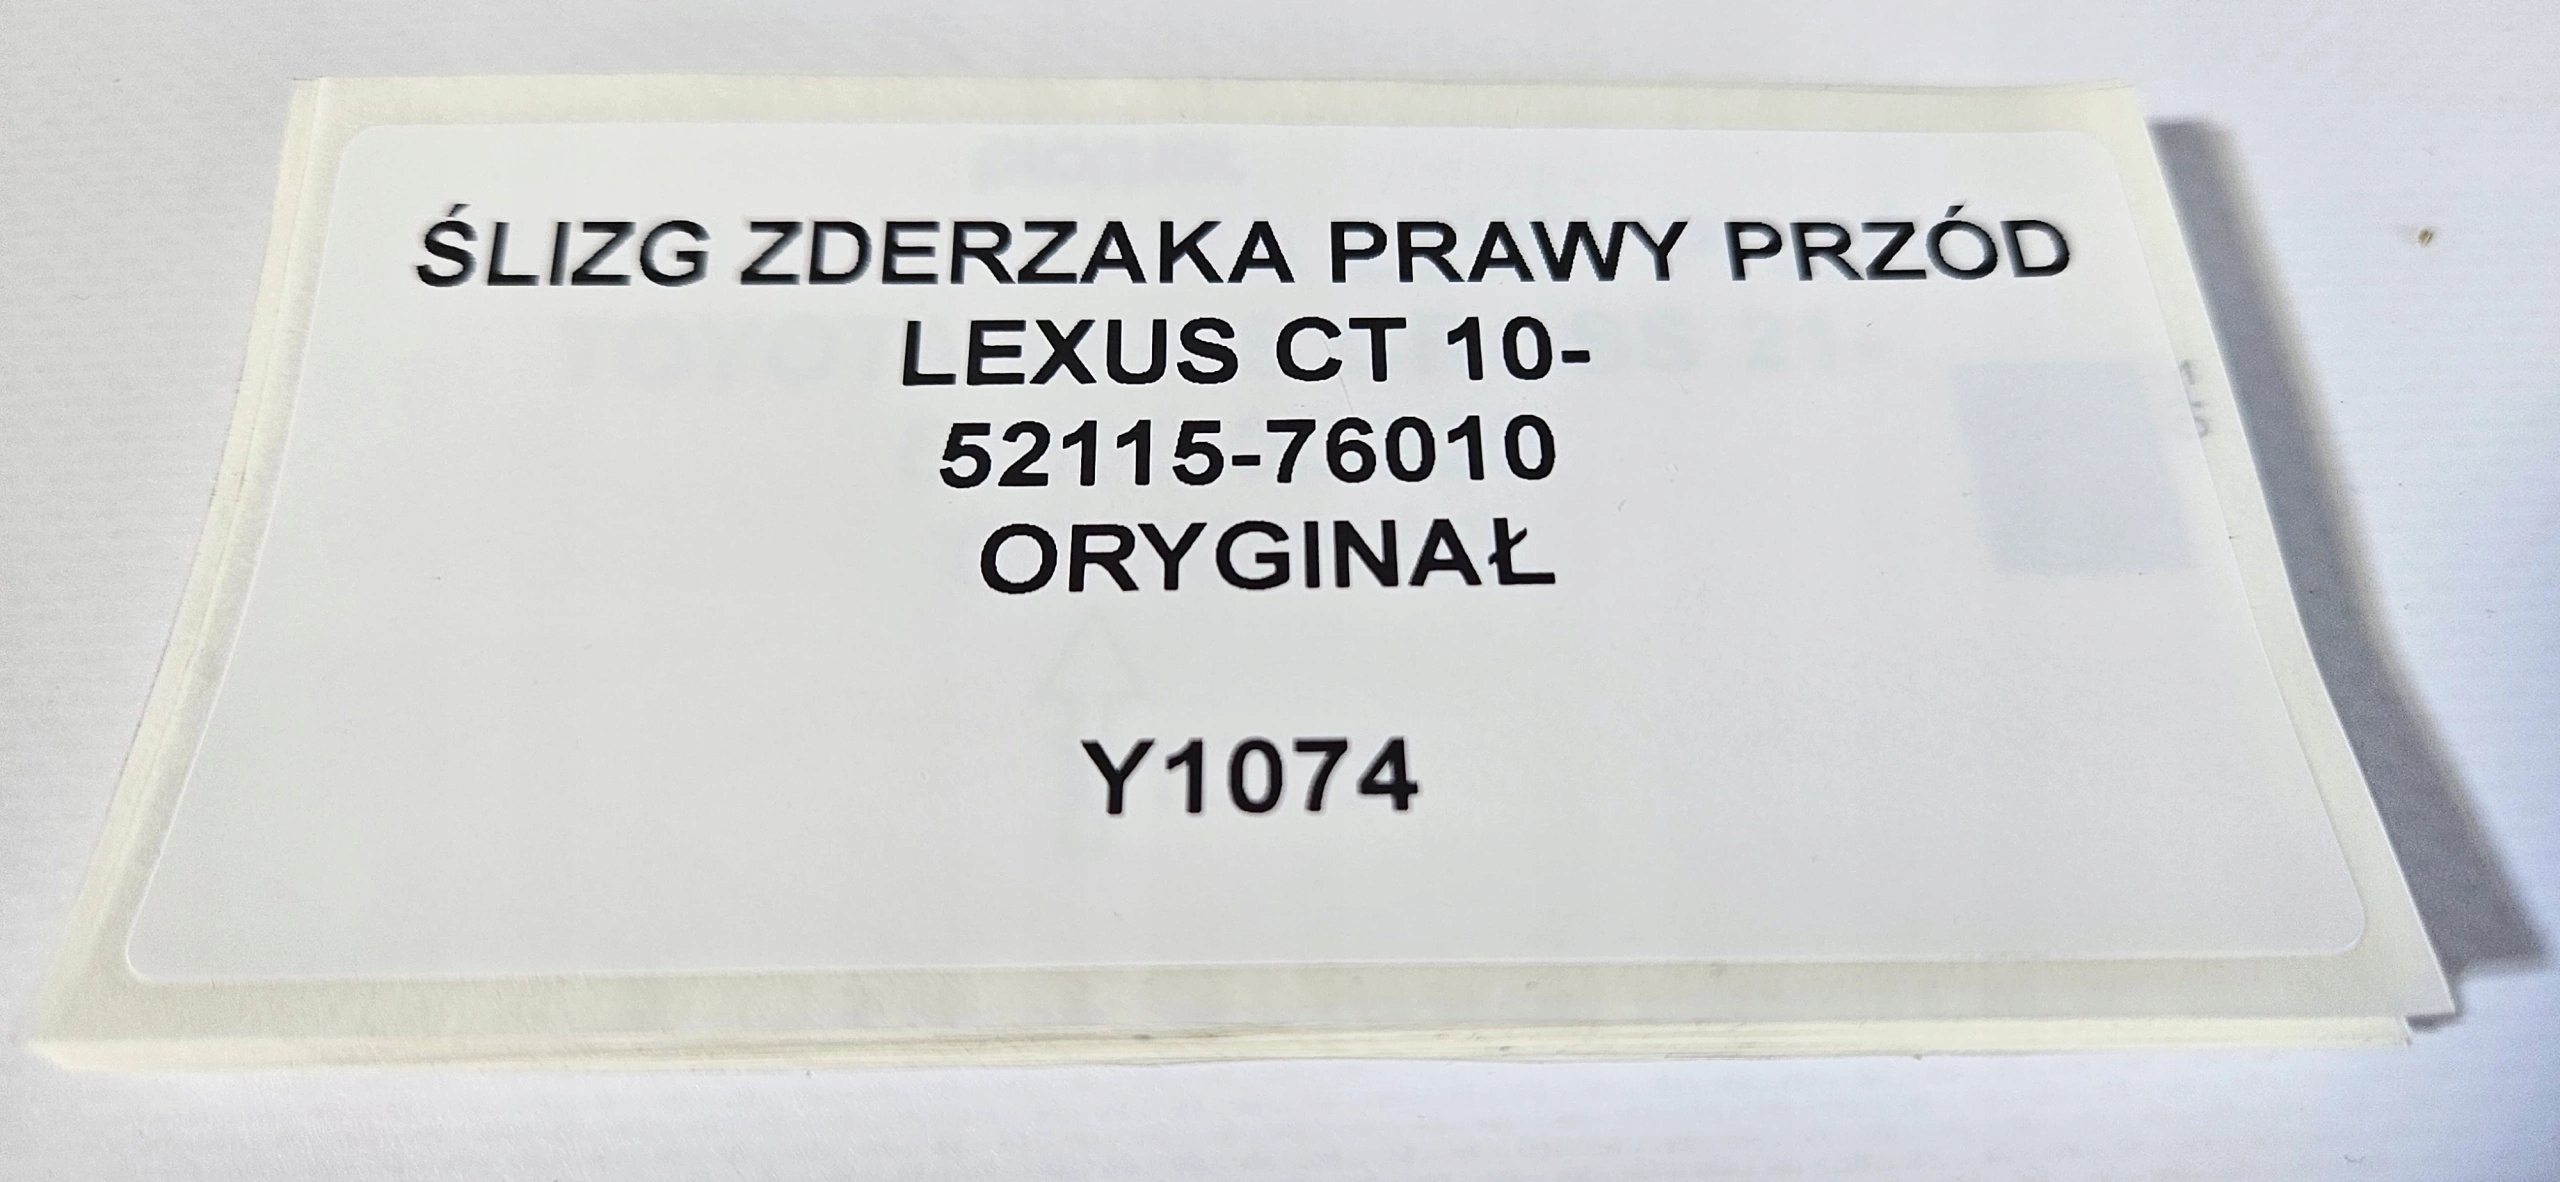 ŚLIZG ZDERZAKA PRAWY PRZÓD
LEXUS CT 10-
52115-76010
ORYGINAŁ
Y1074